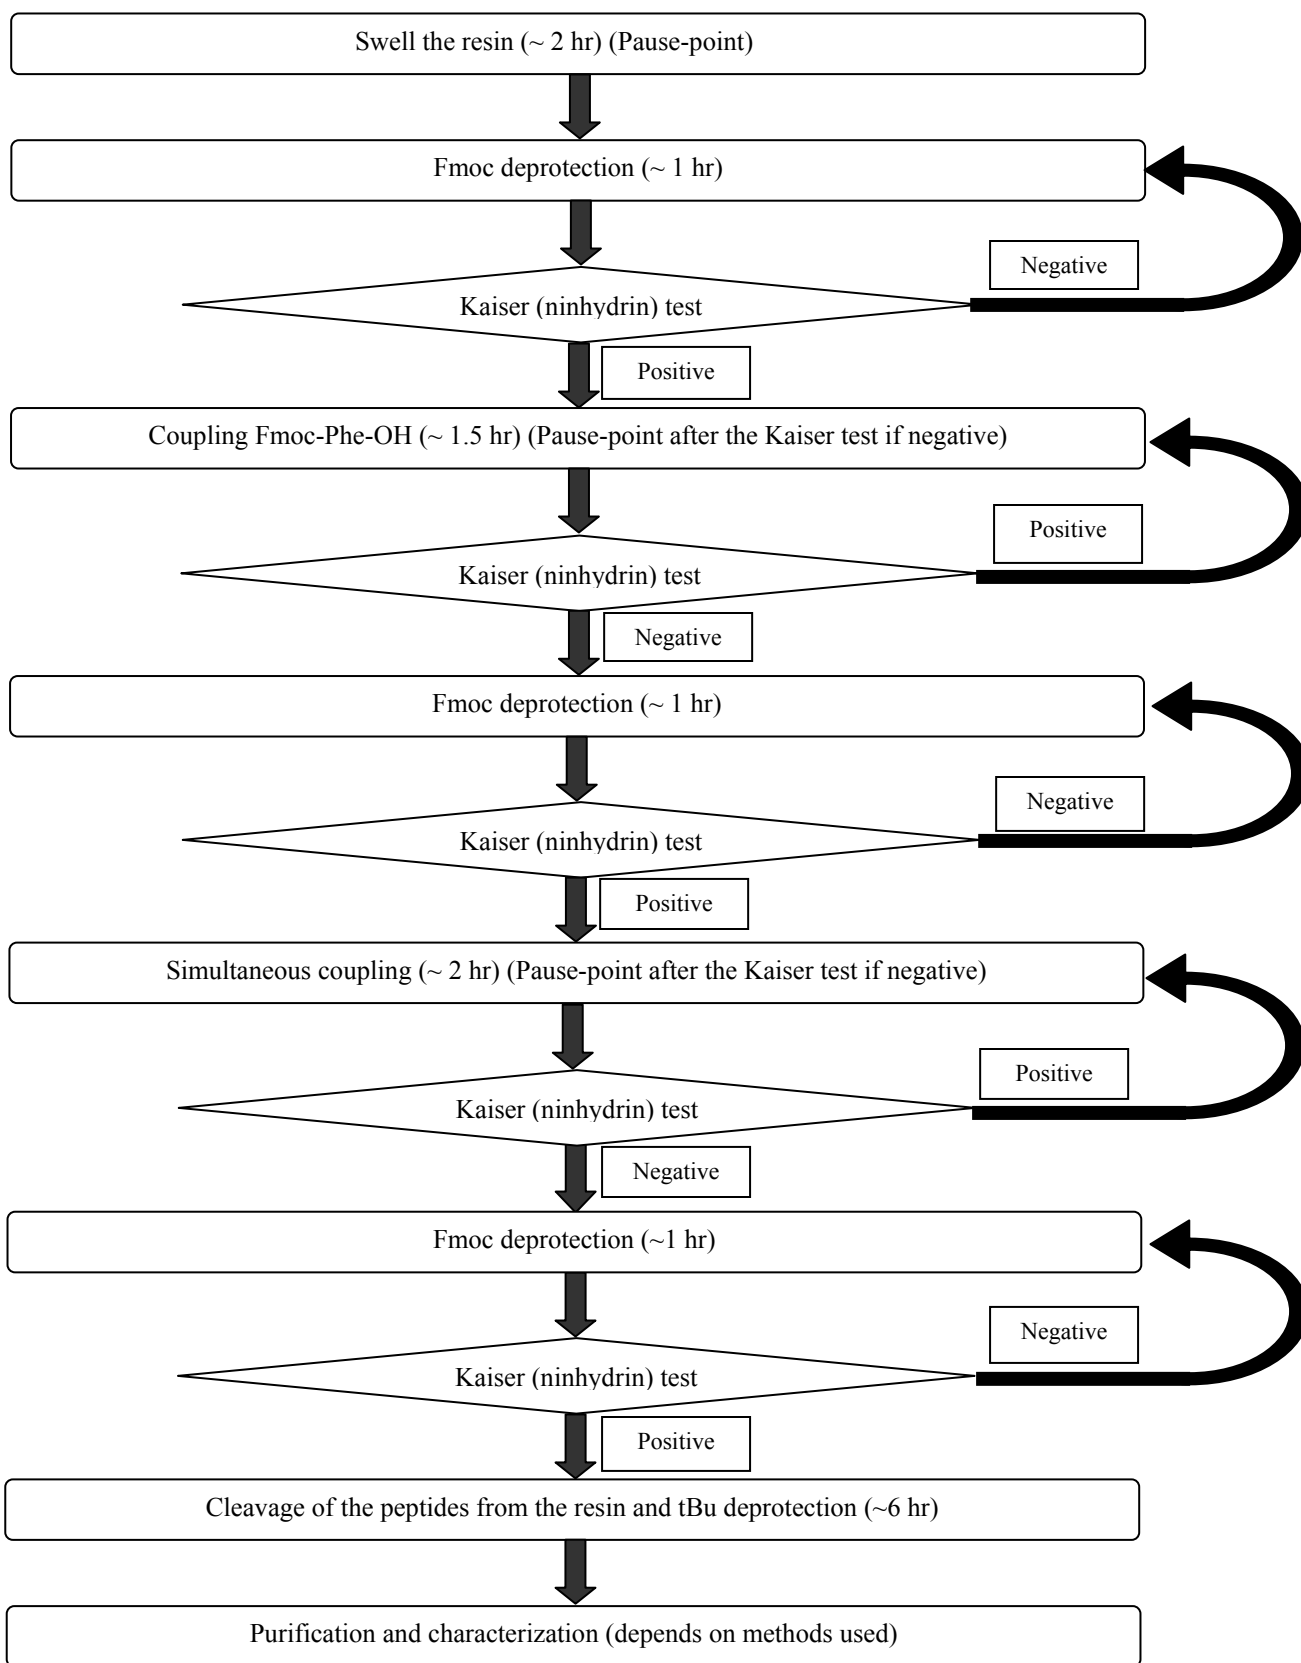 Swell the resin (~ 2 hr) (Pause-point)
Fmoc deprotection (~ 1 hr)
Negative
Kaiser (ninhydrin) test
Positive
Coupling Fmoc-Phe-OH (~ 1.5 hr) (Pause-point after the Kaiser test if negative)
Positive
Kaiser (ninhydrin) test
Negative
Fmoc deprotection (~ 1 hr)
Negative
Kaiser (ninhydrin) test
Positive
Simultaneous coupling (~ 2 hr) (Pause-point after the Kaiser test if negative)
Positive
Kaiser (ninhydrin) test
Negative
Fmoc deprotection (~1 hr)
Negative
Kaiser (ninhydrin) test
Positive
Cleavage of the peptides from the resin and tBu deprotection (~6 hr)
Purification and characterization (depends on methods used)